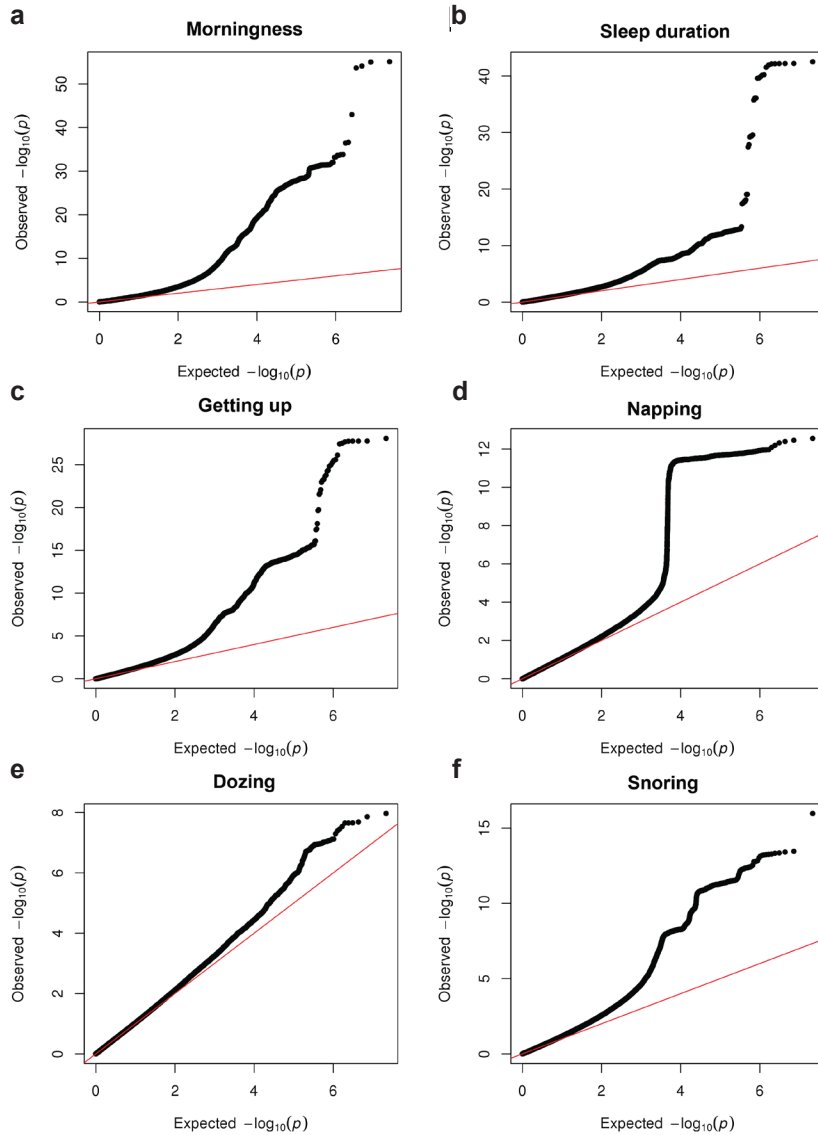 a
Morningness
Observed −log₁₀(p)
0 10 20 30 40 50
0 2 4 6
Expected −log₁₀(p)
b
Sleep duration
Observed −log₁₀(p)
0 10 20 30 40
0 2 4 6
Expected −log₁₀(p)
c
Getting up
Observed −log₁₀(p)
0 5 10 15 20 25
0 2 4 6
Expected −log₁₀(p)
d
Napping
Observed −log₁₀(p)
0 2 4 6 8 10 12
0 2 4 6
Expected −log₁₀(p)
e
Dozing
Observed −log₁₀(p)
0 2 4 6 8
0 2 4 6
Expected −log₁₀(p)
f
Snoring
Observed −log₁₀(p)
0 5 10 15
0 2 4 6
Expected −log₁₀(p)